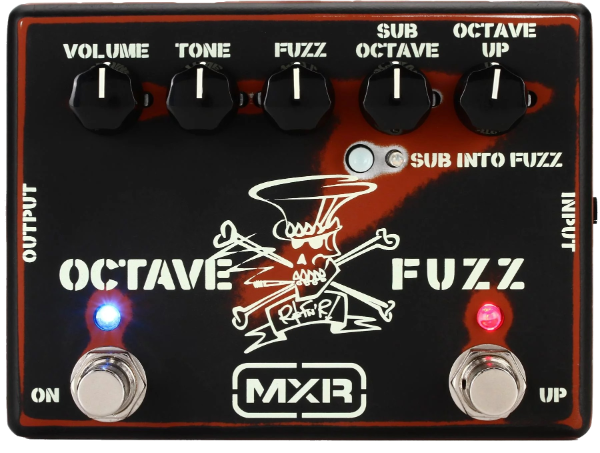 VOLUME TONE FUZZ SUB OCTAVE OCTAVE UP
SUB INTO FUZZ
OUTPUT
INPUT
OCTAVE FUZZ
R N' R!
ON
MXR
UP